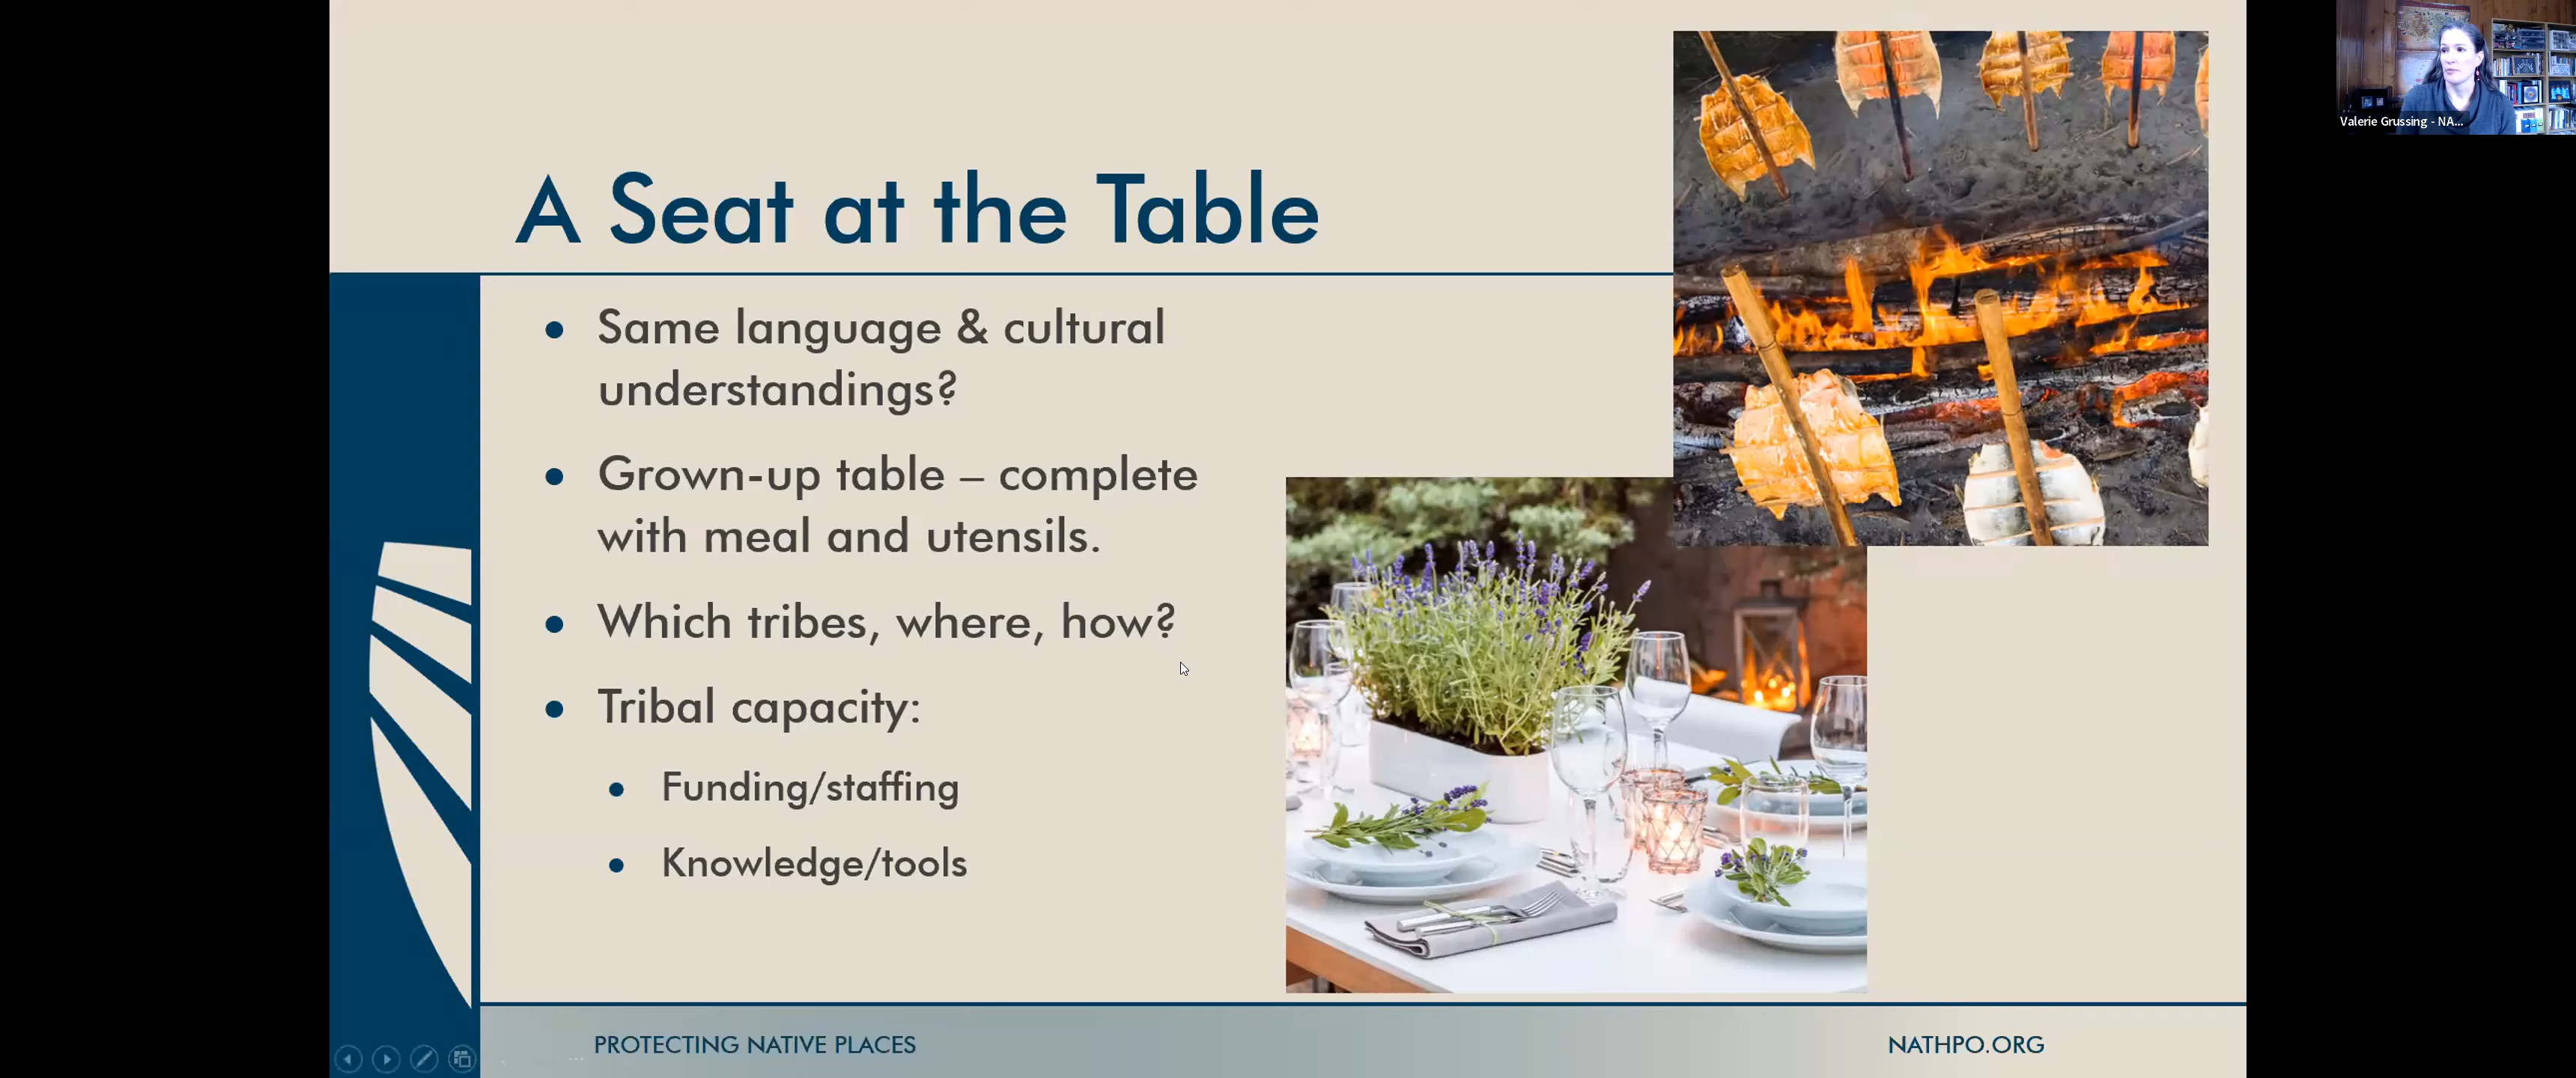 A Seat at the Table
• Same language & cultural
understandings?
• Grown-up table – complete
with meal and utensils.
• Which tribes, where, how?
• Tribal capacity:
• Funding/staffing
• Knowledge/tools
PROTECTING NATIVE PLACES
NATHPO.ORG
Valerie Grussing - NA...